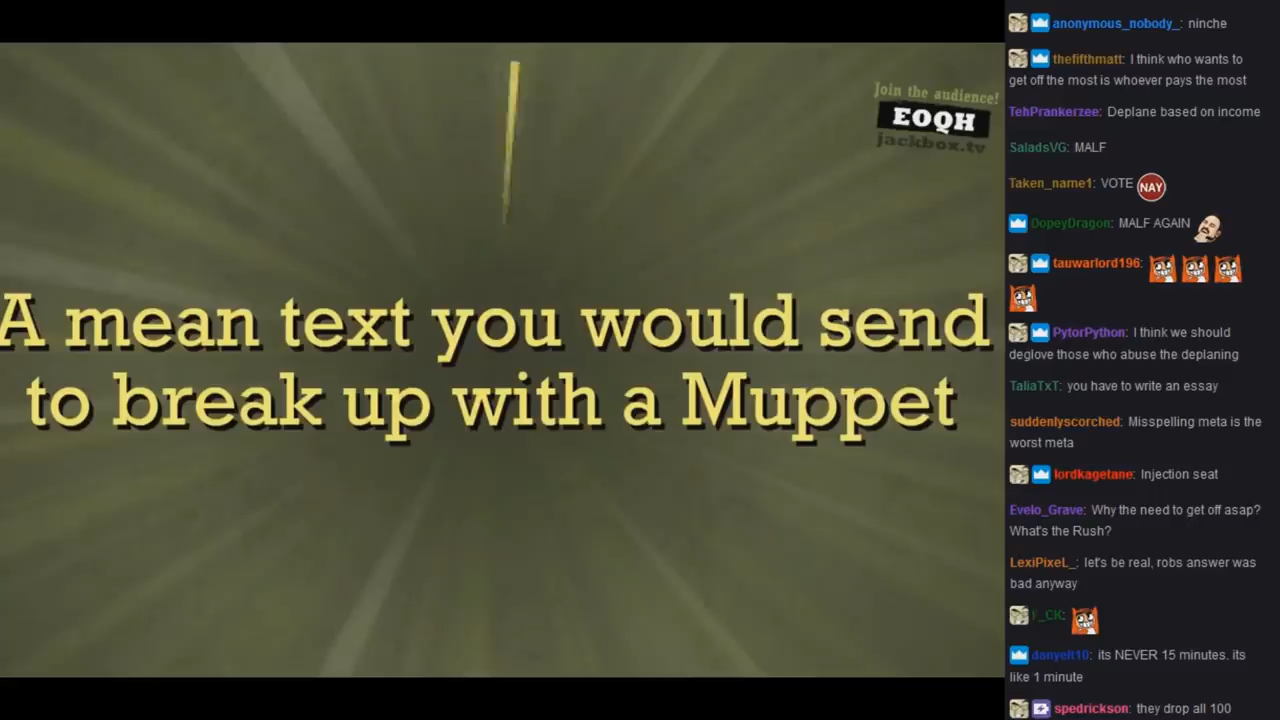 Join the audience!
EOQH
jackbox.tv
A mean text you would send
to break up with a Muppet
anonymous_nobody_: ninche
thefifthmatt: I think who wants to
get off the most is whoever pays the most
TehPrankerzee: Deplane based on income
SaladsVG: MALF
Taken_name1: VOTE NAY
DopeyDragon: MALF AGAIN
tauwarlord196:
PytorPython: I think we should
deglove those who abuse the deplaning
TaliaTxT: you have to write an essay
suddenlyscorched: Misspelling meta is the
worst meta
lordkagetane: Injection seat
Evelo_Grave: Why the need to get off asap?
What's the Rush?
LexiPixeL_: let's be real, robs answer was
bad anyway
danyelt10: its NEVER 15 minutes. its
like 1 minute
spedrickson: they drop all 100